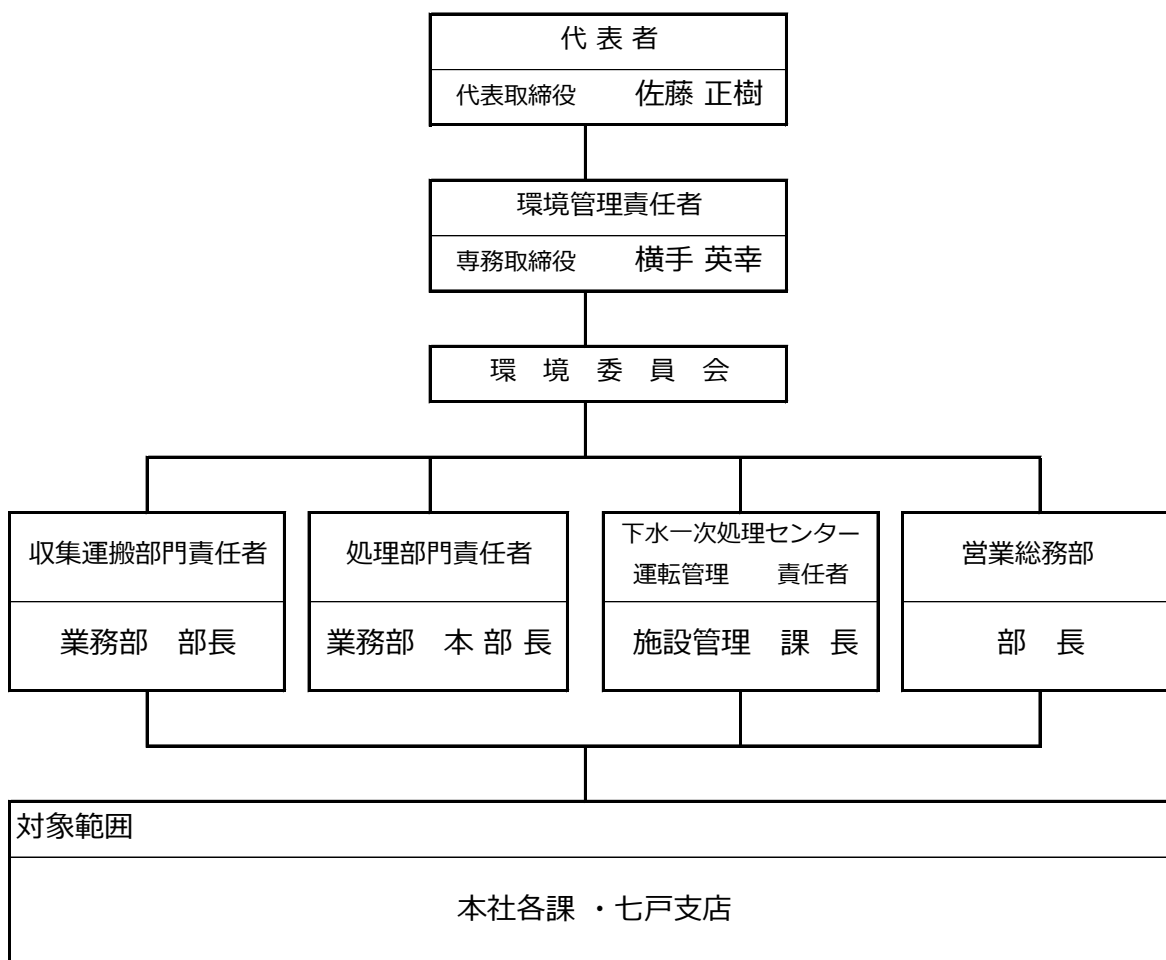 代 表 者
代表取締役 佐藤 正樹
環境管理責任者
専務取締役 横手 英幸
環 境 委 員 会
収集運搬部門責任者
業務部 部長
処理部門責任者
業務部 本 部 長
下水一次処理センター
運転管理 責任者
施設管理 課 長
営業総務部
部 長
対象範囲
本社各課 ・七戸支店